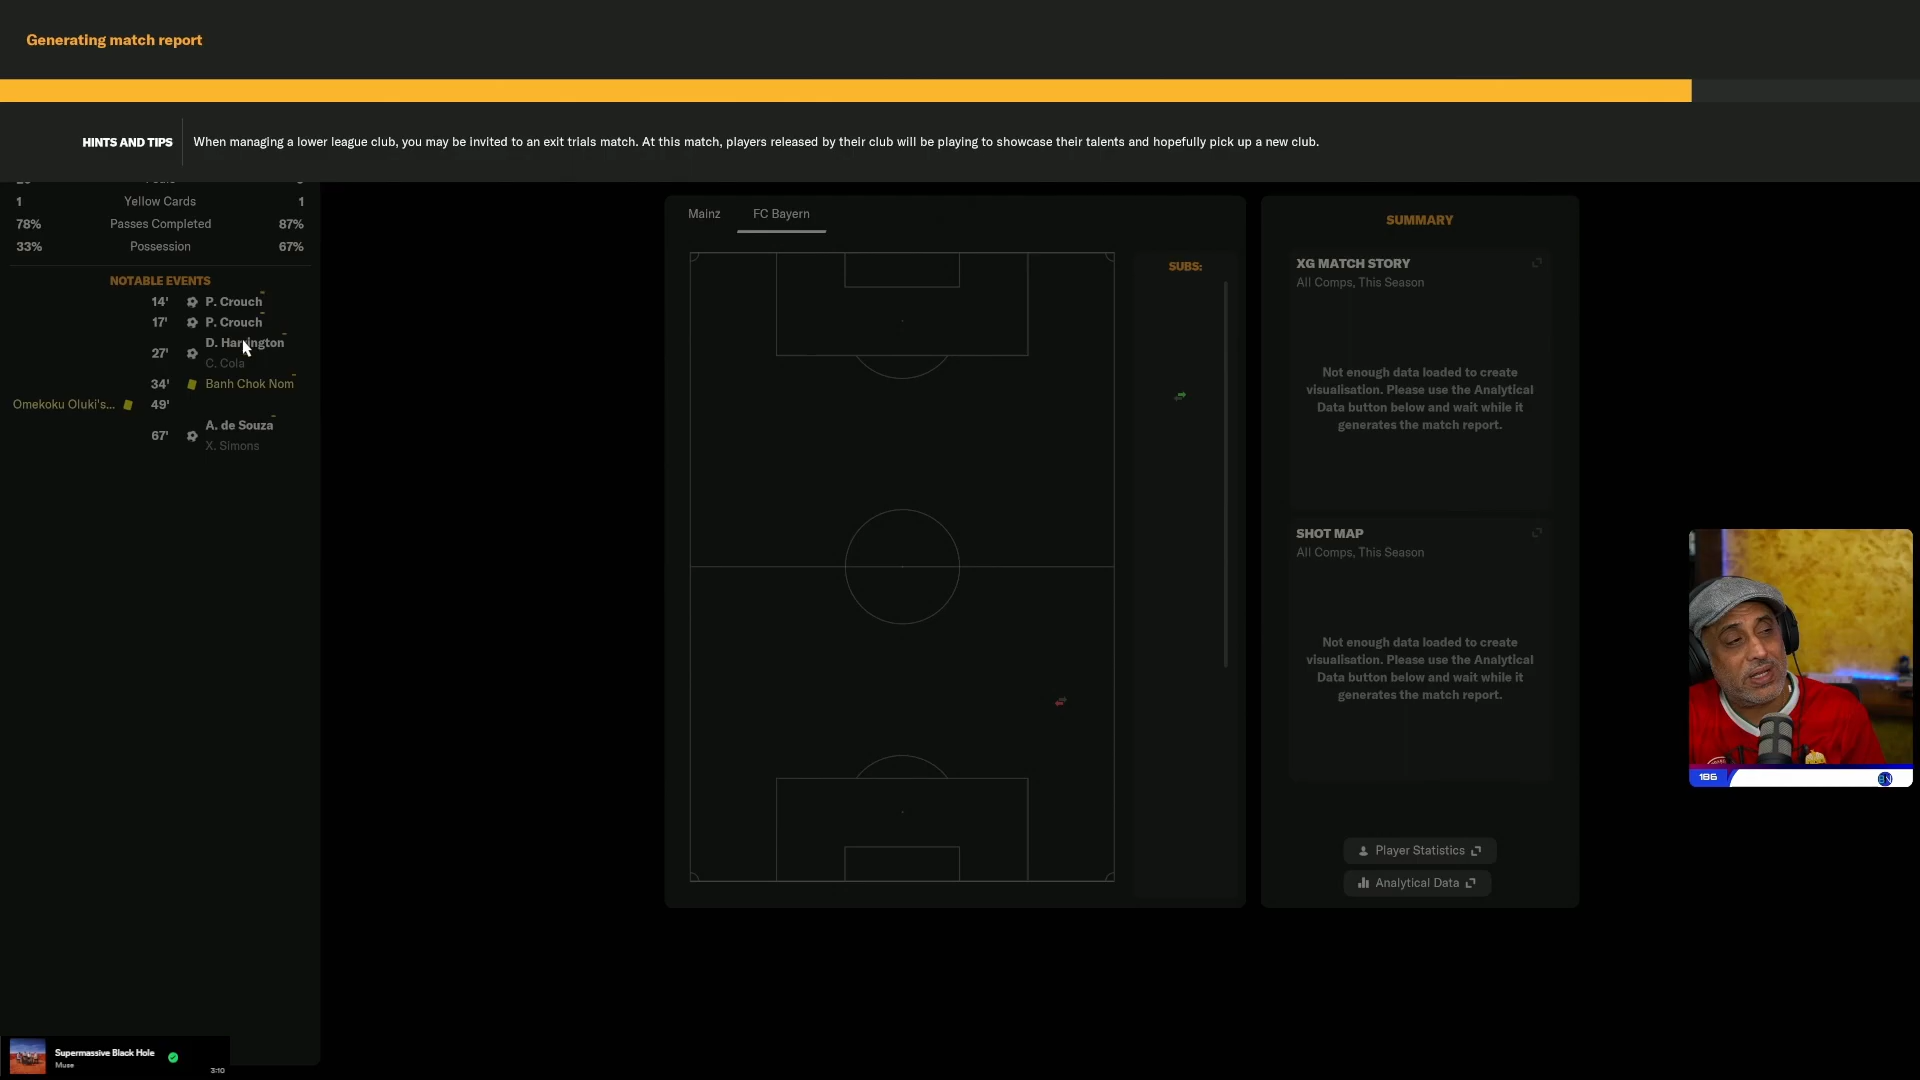 Generating match report
HINTS AND TIPS
When managing a lower league club, you may be invited to an exit trials match. At this match, players released by their club will be playing to showcase their talents and hopefully pick up a new club.
1 Yellow Cards 1
78% Passes Completed 87%
33% Possession 67%
NOTABLE EVENTS
14' P. Crouch
17' P. Crouch
27' D. Harrington
C. Cola
34' Banh Chok Nom
Omekoku Oluki's... 49'
67' A. de Souza
X. Simons
Mainz FC Bayern
SUBS:
SUMMARY
XG MATCH STORY
All Comps, This Season
Not enough data loaded to create
visualisation. Please use the Analytical
Data button below and wait while it
generates the match report.
SHOT MAP
All Comps, This Season
Not enough data loaded to create
visualisation. Please use the Analytical
Data button below and wait while it
generates the match report.
Player Statistics
Analytical Data
186
Supermassive Black Hole
Muse
3:10